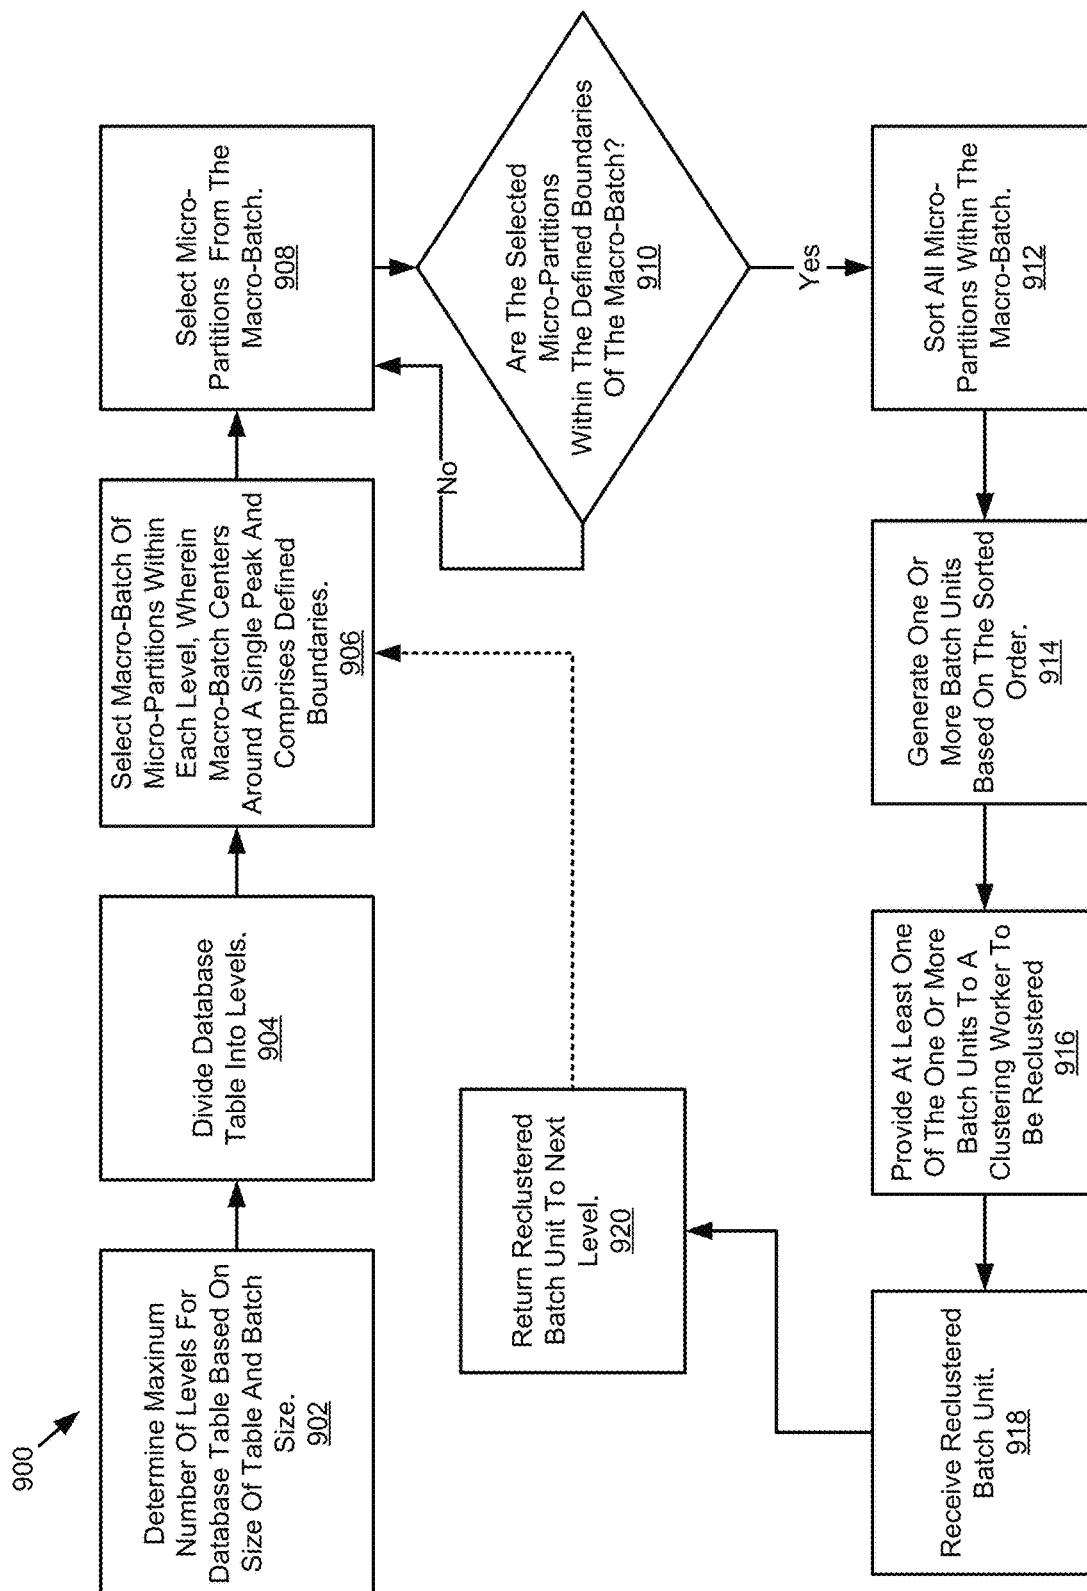 900
Determine Maxinum
Number Of Levels For
Database Table Based On
Size Of Table And Batch
Size.
902
Divide Database
Table Into Levels.
904
Select Macro-Batch Of
Micro-Partitions Within
Each Level, Wherein
Macro-Batch Centers
Around A Single Peak And
Comprises Defined
Boundaries.
906
Select Micro-
Partitions From The
Macro-Batch.
908
Are The Selected
Micro-Partitions
Within The Defined Boundaries
Of The Macro-Batch?
910
No
Yes
Sort All Micro-
Partitions Within The
Macro-Batch.
912
Generate One Or
More Batch Units
Based On The Sorted
Order.
914
Provide At Least One
Of The One Or More
Batch Units To A
Clustering Worker To
Be Reclustered
916
Receive Reclustered
Batch Unit.
918
Return Reclustered
Batch Unit To Next
Level.
920